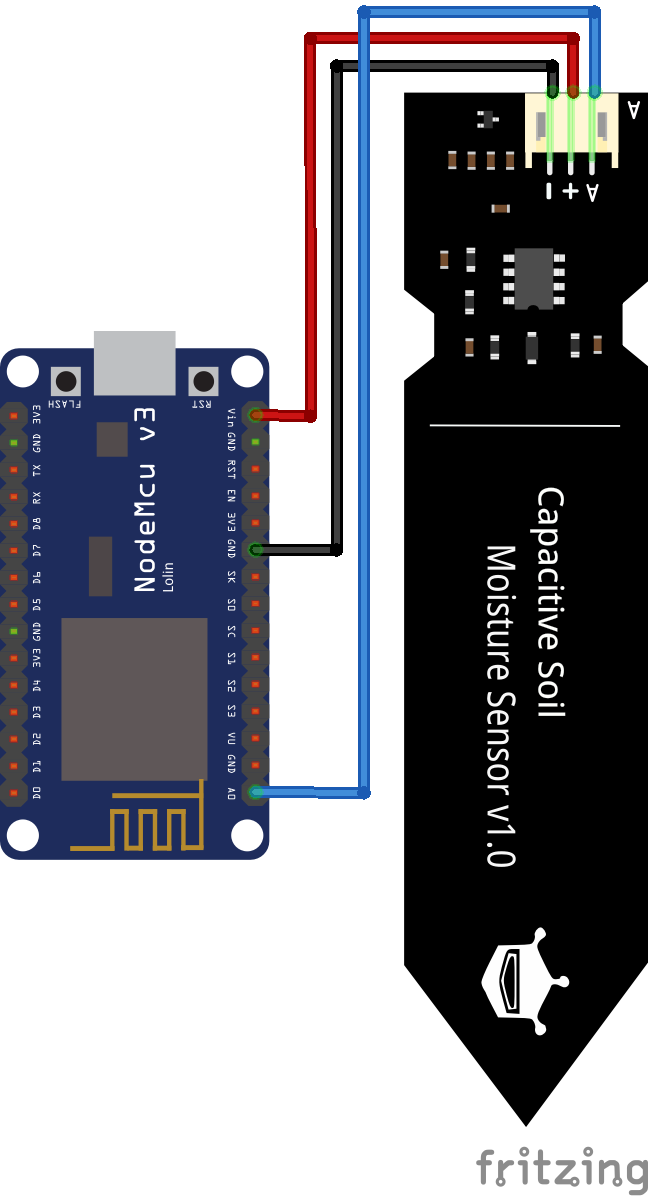 A
− + A
FLASH
RST
NodeMcu v3
Lolin
3V3
GND
TX
RX
D8
D7
D6
D5
GND
3V3
D4
D3
D2
D1
D0
Vin
GND
RST
EN
3V3
GND
SK
SO
SC
S1
S2
S3
VU
GND
A0
Capacitive Soil
Moisture Sensor v1.0
fritzing